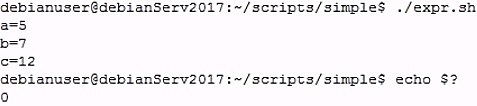 debianuser@debianServ2017:~/scripts/simple$ ./expr.sh
a=5
b=7
c=12
debianuser@debianServ2017:~/scripts/simple$ echo $?
0